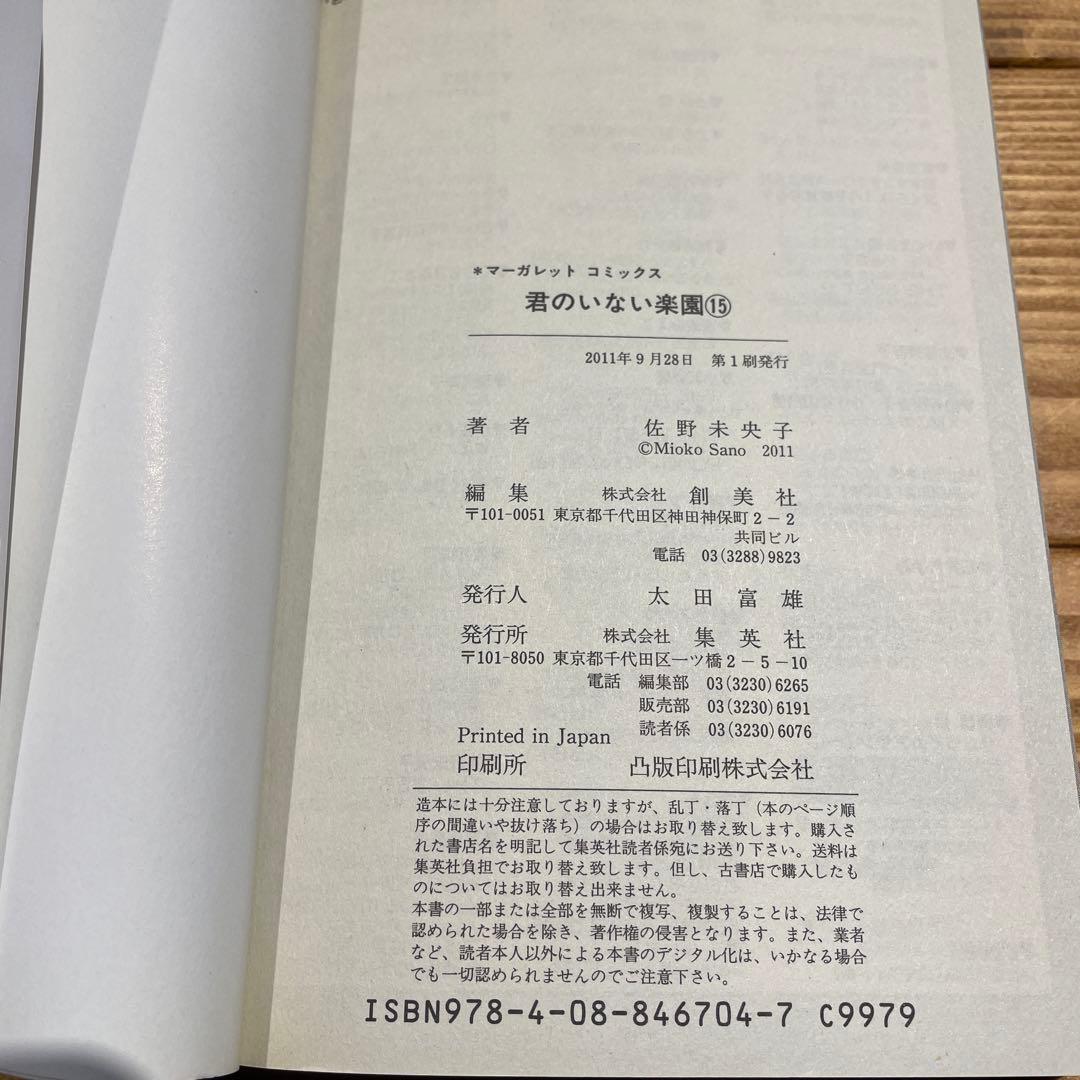 ＊マーガレット コミックス
君のいない楽園⑮
2011年9月28日 第1刷発行
著者 佐野未央子
©Mioko Sano 2011
編集 株式会社 創美社
〒101-0051 東京都千代田区神田神保町2－2
共同ビル
電話 03(3288)9823
発行人 太田富雄
発行所 株式会社 集英社
〒101-8050 東京都千代田区一ツ橋2－5－10
電話 編集部 03(3230)6265
販売部 03(3230)6191
読者係 03(3230)6076
Printed in Japan
印刷所 凸版印刷株式会社
造本には十分注意しておりますが、乱丁・落丁（本のページ順
序の間違いや抜け落ち）の場合はお取り替え致します。購入さ
れた書店名を明記して集英社読者係宛にお送り下さい。送料は
集英社負担でお取り替え致します。但し、古書店で購入したも
のについてはお取り替え出来ません。
本書の一部または全部を無断で複写、複製することは、法律で
認められた場合を除き、著作権の侵害となります。また、業者
など、読者本人以外による本書のデジタル化は、いかなる場合
でも一切認められませんのでご注意下さい。
ISBN978-4-08-846704-7 C9979